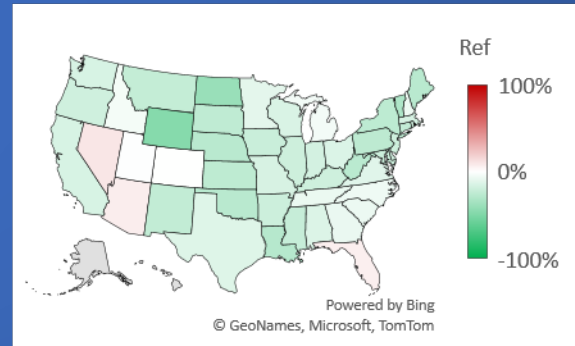 Ref
100%
0%
-100%
Powered by Bing
© GeoNames, Microsoft, TomTom